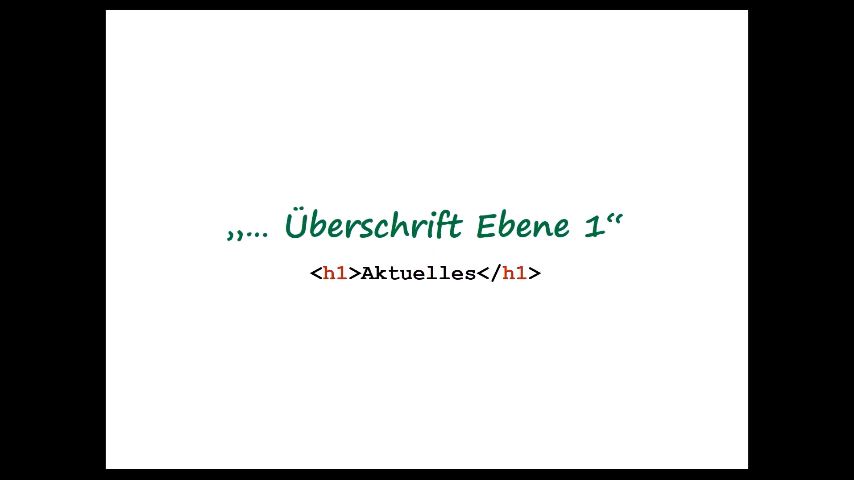 „... Überschrift Ebene 1“
<h1>Aktuelles</h1>